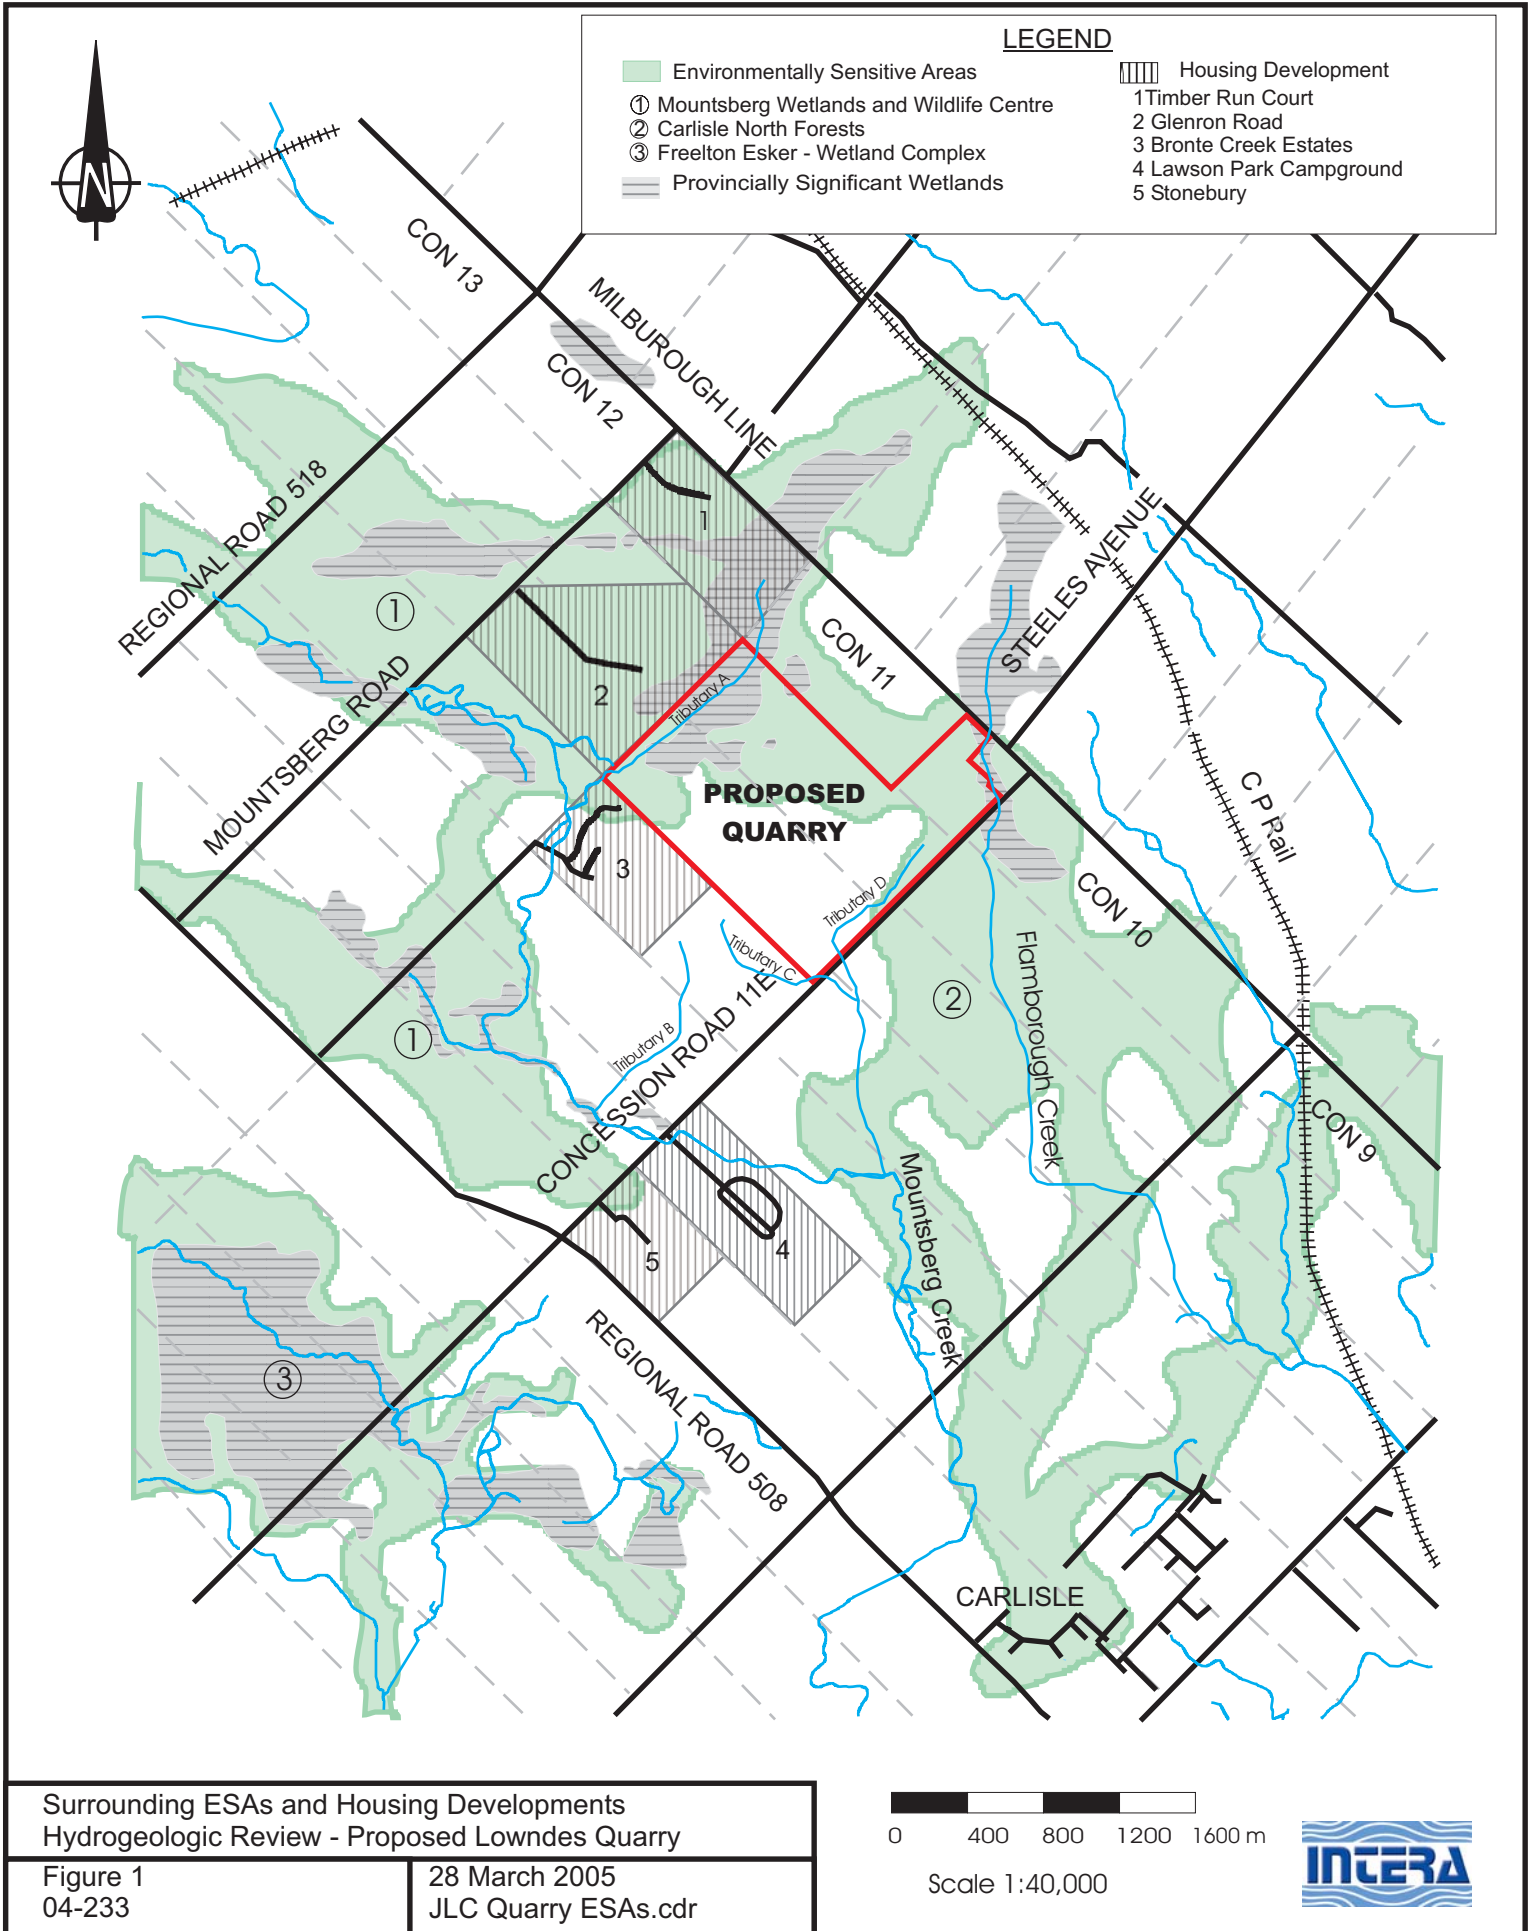 LEGEND
Environmentally Sensitive Areas
① Mountsberg Wetlands and Wildlife Centre
② Carlisle North Forests
③ Freelton Esker - Wetland Complex
Provincially Significant Wetlands
Housing Development
1Timber Run Court
2 Glenron Road
3 Bronte Creek Estates
4 Lawson Park Campground
5 Stonebury
N
CON 13
MILBUROUGH LINE
CON 12
REGIONAL ROAD 518
1
①
STEELES AVENUE
CON 11
MOUNTSBERG ROAD
2
Tributary A
PROPOSED
QUARRY
C P Rail
3
Tributary D
CON 10
Tributary C
Flamborough Creek
②
①
Tributary B
CONCESSION ROAD 11E
CON 9
Mountsberg Creek
4
5
REGIONAL ROAD 508
③
CARLISLE
Surrounding ESAs and Housing Developments
Hydrogeologic Review - Proposed Lowndes Quarry
Figure 1
04-233
28 March 2005
JLC Quarry ESAs.cdr
0 400 800 1200 1600 m
Scale 1:40,000
INTERA